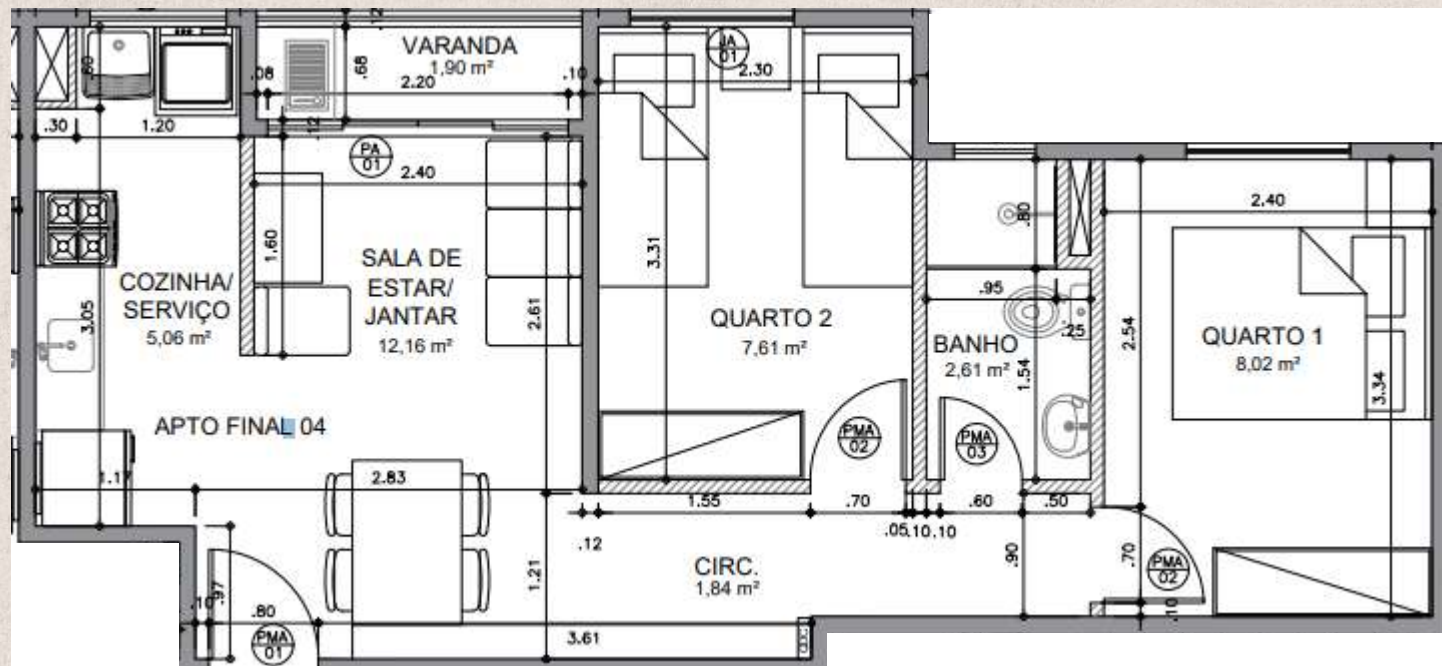 VARANDA
1,90 m²
.12
.60
.68
.08
2.20
.10
.12
JA
01
2.30
.30
1.20
PA
01
2.40
1.60
3.05
COZINHA/
SERVIÇO
5,06 m²
SALA DE
ESTAR/
JANTAR
12,16 m²
2.61
3.31
QUARTO 2
7,61 m²
.80
.95
.25
BANHO
2,61 m²
1.54
2.54
2.40
QUARTO 1
8,02 m²
3.34
APTO FINAL 04
PMA
02
PMA
03
1.17
2.83
1.55
.70
.05
.10
.10
.60
.50
.12
1.21
CIRC.
1,84 m²
.90
.70
PMA
02
.10
.97
.10
.80
PMA
01
3.61